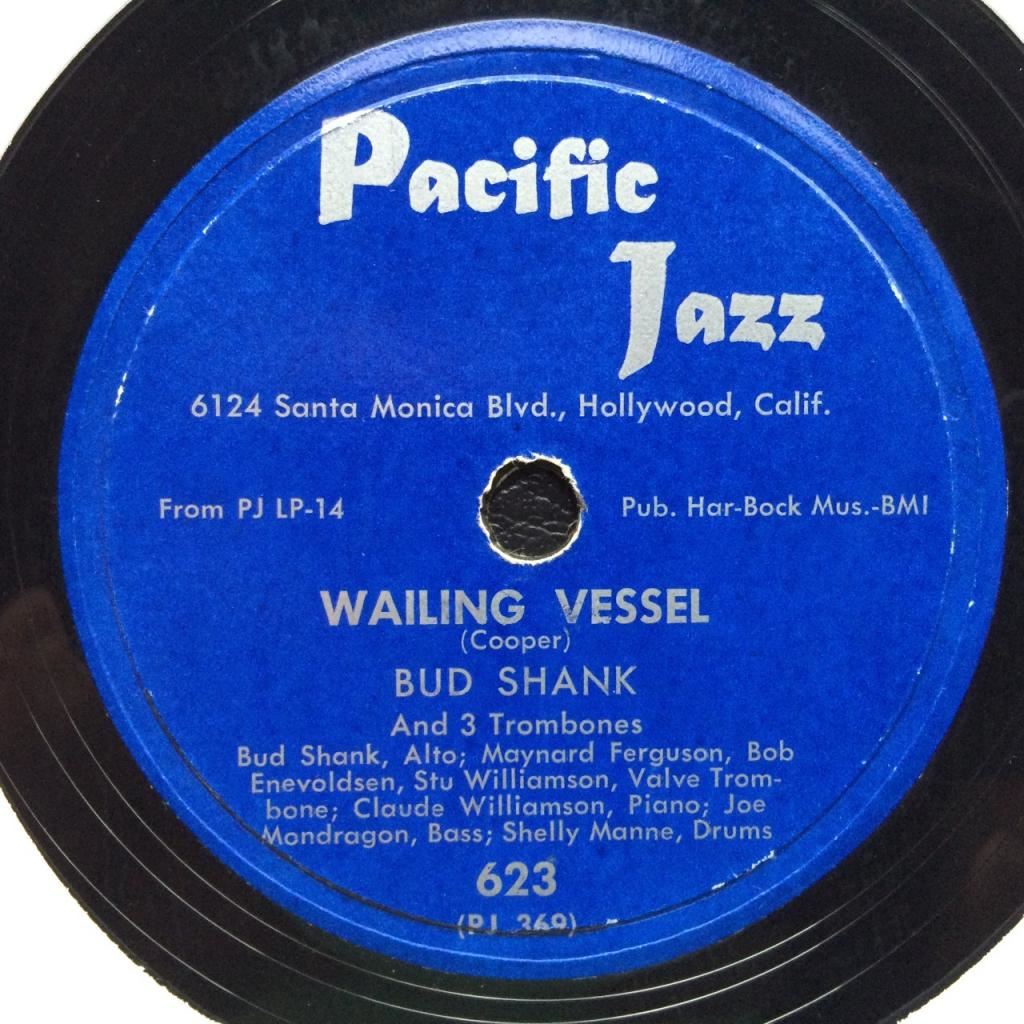 Pacific
Jazz
6124 Santa Monica Blvd., Hollywood, Calif.
From PJ LP-14
Pub. Har-Bock Mus.-BMI
WAILING VESSEL
(Cooper)
BUD SHANK
And 3 Trombones
Bud Shank, Alto; Maynard Ferguson, Bob
Enevoldsen, Stu Williamson, Valve Trom-
bone; Claude Williamson, Piano; Joe
Mondragon, Bass; Shelly Manne, Drums
623
(PJ 369)